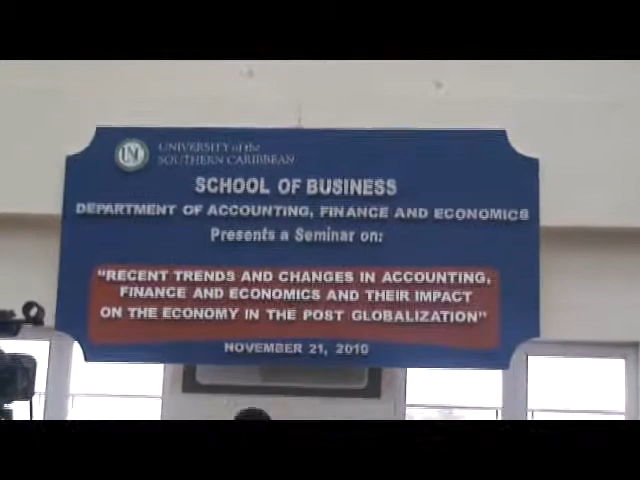 UNIVERSITY of the
SOUTHERN CARIBBEAN
SCHOOL OF BUSINESS
DEPARTMENT OF ACCOUNTING, FINANCE AND ECONOMICS
Presents a Seminar on:
"RECENT TRENDS AND CHANGES IN ACCOUNTING,
FINANCE AND ECONOMICS AND THEIR IMPACT
ON THE ECONOMY IN THE POST GLOBALIZATION"
NOVEMBER 21, 2010